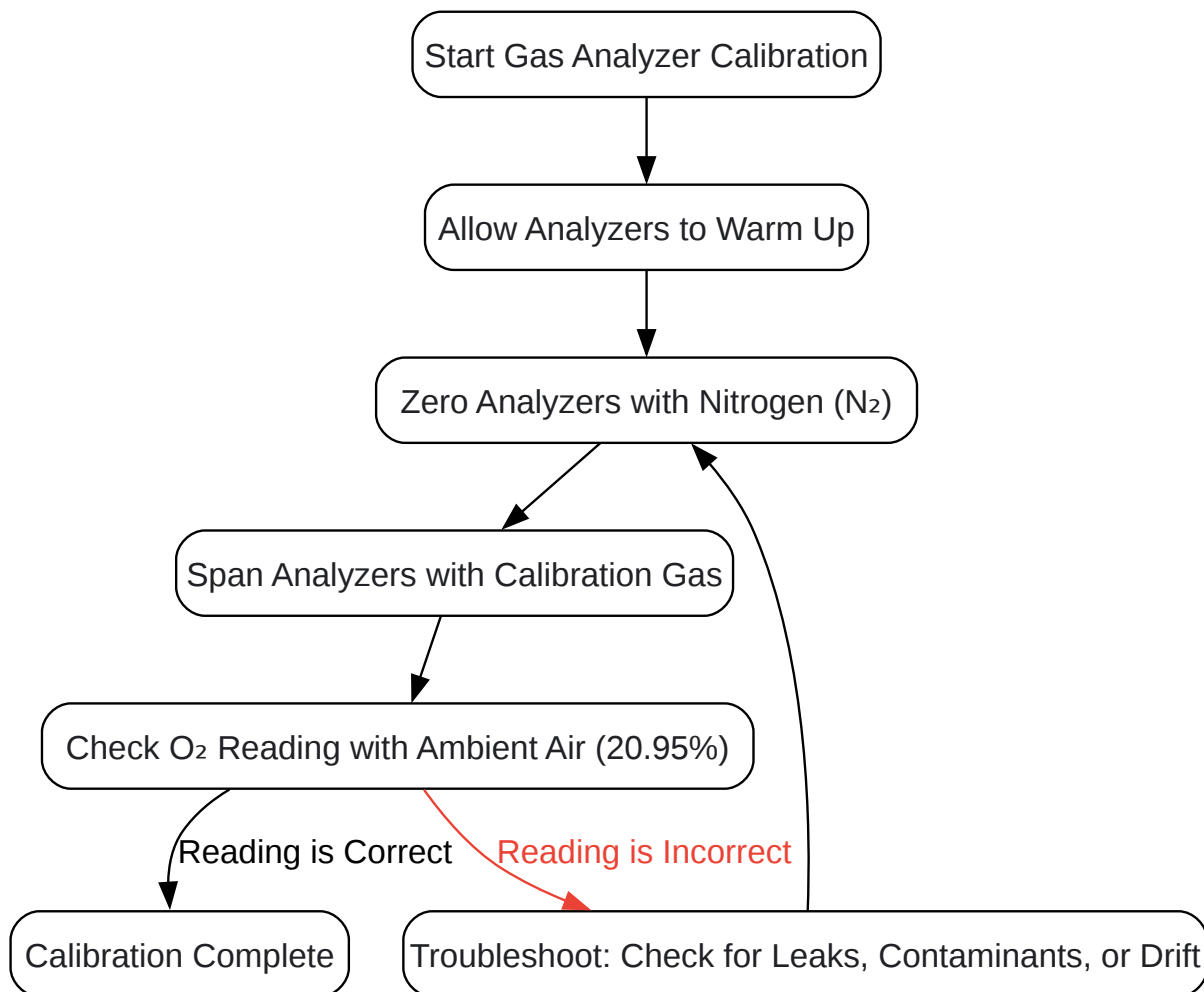 Start Gas Analyzer Calibration
Allow Analyzers to Warm Up
Zero Analyzers with Nitrogen (N₂)
Span Analyzers with Calibration Gas
Check O₂ Reading with Ambient Air (20.95%)
Reading is Correct
Reading is Incorrect
Calibration Complete
Troubleshoot: Check for Leaks, Contaminants, or Drift